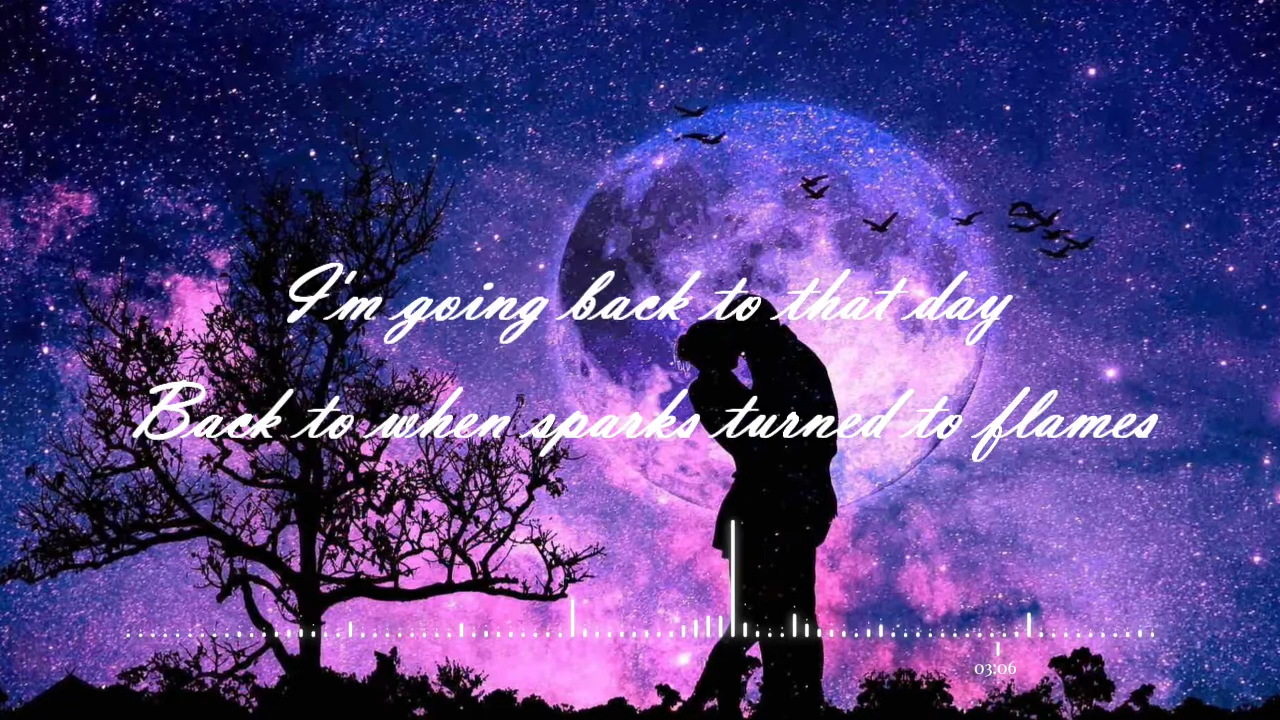 I'm going back to that day
Back to when sparks turned to flames
03:06